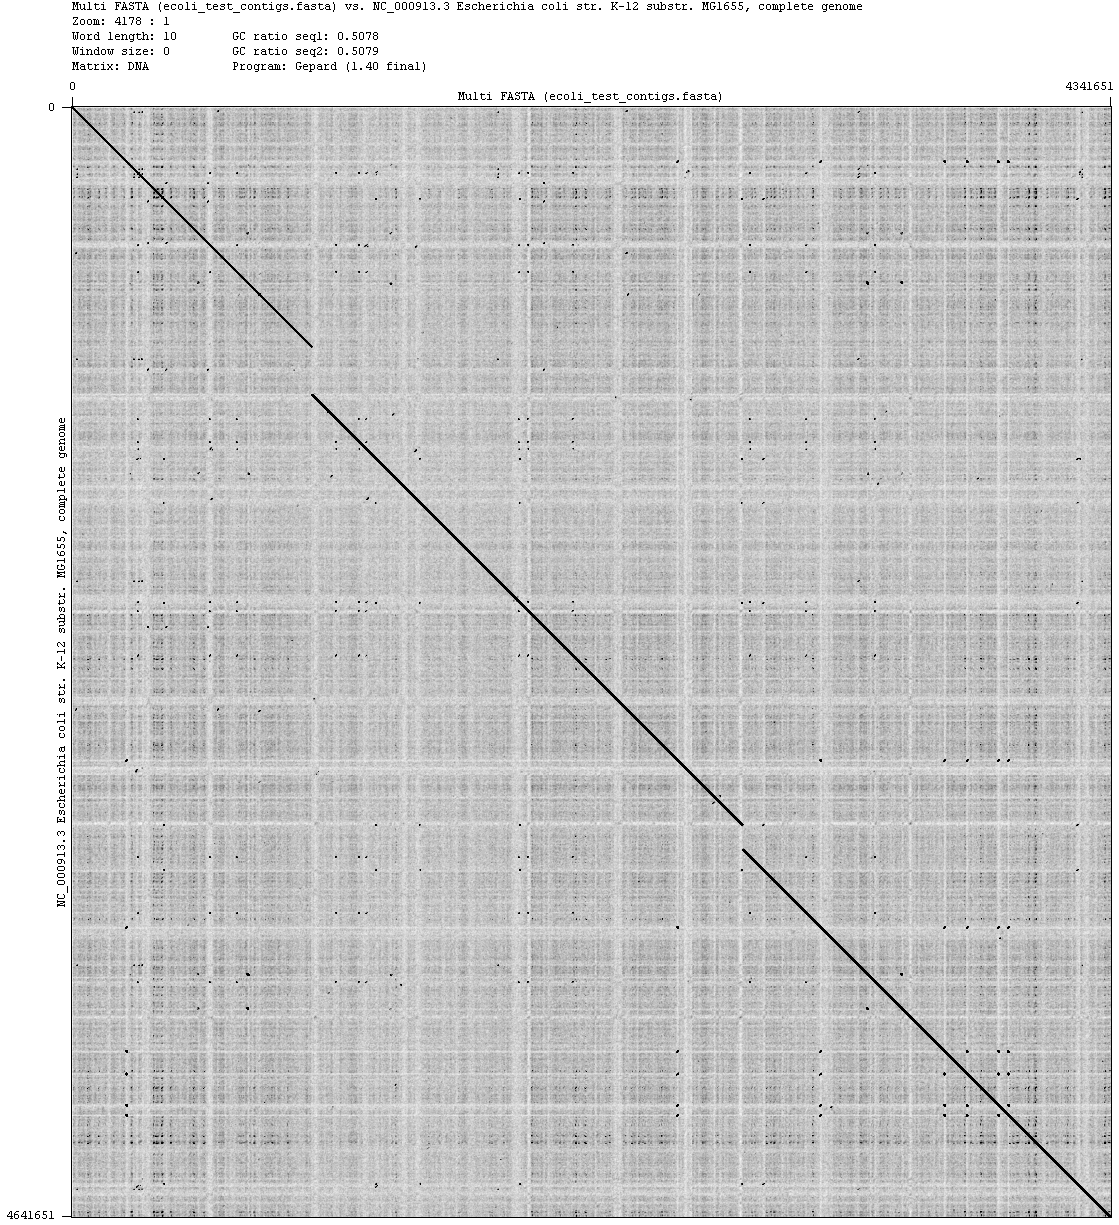 Multi FASTA (ecoli_test_contigs.fasta) vs. NC_000913.3 Escherichia coli str. K-12 substr. MG1655, complete genome
Zoom: 4178 : 1
Word length: 10 GC ratio seq1: 0.5078
Window size: 0 GC ratio seq2: 0.5079
Matrix: DNA Program: Gepard (1.40 final)
0 4341651
Multi FASTA (ecoli_test_contigs.fasta)
0
NC_000913.3 Escherichia coli str. K-12 substr. MG1655, complete genome
4641651